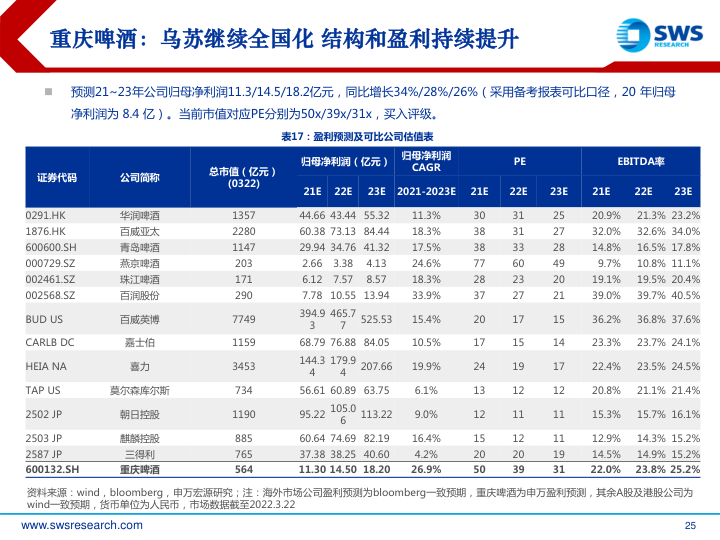 重庆啤酒：乌苏继续全国化 结构和盈利持续提升
SWS
RESEARCH
预测21~23年公司归母净利润11.3/14.5/18.2亿元，同比增长34%/28%/26%（采用备考报表可比口径，20 年归母
净利润为 8.4 亿）。当前市值对应PE分别为50x/39x/31x，买入评级。
表17：盈利预测及可比公司估值表
证券代码 公司简称 总市值（亿元）(0322) 归母净利润（亿元） 归母净利润CAGR PE EBITDA率
21E 22E 23E 2021-2023E 21E 22E 23E 21E 22E 23E
0291.HK 华润啤酒 1357 44.66 43.44 55.32 11.3% 30 31 25 20.9% 21.3% 23.2%
1876.HK 百威亚太 2280 60.38 73.13 84.44 18.3% 38 31 27 32.0% 32.6% 34.0%
600600.SH 青岛啤酒 1147 29.94 34.76 41.32 17.5% 38 33 28 14.8% 16.5% 17.8%
000729.SZ 燕京啤酒 203 2.66 3.38 4.13 24.6% 77 60 49 9.7% 10.8% 11.1%
002461.SZ 珠江啤酒 171 6.12 7.57 8.57 18.3% 28 23 20 19.1% 19.5% 20.4%
002568.SZ 百润股份 290 7.78 10.55 13.94 33.9% 37 27 21 39.0% 39.7% 40.5%
BUD US 百威英博 7749 394.93 465.77 525.53 15.4% 20 17 15 36.2% 36.8% 37.6%
CARLB DC 嘉士伯 1159 68.79 76.88 84.05 10.5% 17 15 14 23.3% 23.7% 24.1%
HEIA NA 喜力 3453 144.34 179.94 207.66 19.9% 24 19 17 22.4% 23.5% 24.5%
TAP US 莫尔森库尔斯 734 56.61 60.89 63.75 6.1% 13 12 12 20.8% 21.1% 21.4%
2502 JP 朝日控股 1190 95.22 105.06 113.22 9.0% 12 11 11 15.3% 15.7% 16.1%
2503 JP 麒麟控股 885 60.64 74.69 82.19 16.4% 15 12 11 12.9% 14.3% 15.2%
2587 JP 三得利 765 37.38 38.25 40.60 4.2% 20 20 19 14.5% 14.9% 15.2%
600132.SH 重庆啤酒 564 11.30 14.50 18.20 26.9% 50 39 31 22.0% 23.8% 25.2%
资料来源：wind，bloomberg，申万宏源研究；注：海外市场公司盈利预测为bloomberg一致预期，重庆啤酒为申万盈利预测，其余A股及港股公司为
wind一致预期，货币单位为人民币，市场数据截至2022.3.22
www.swsresearch.com 25